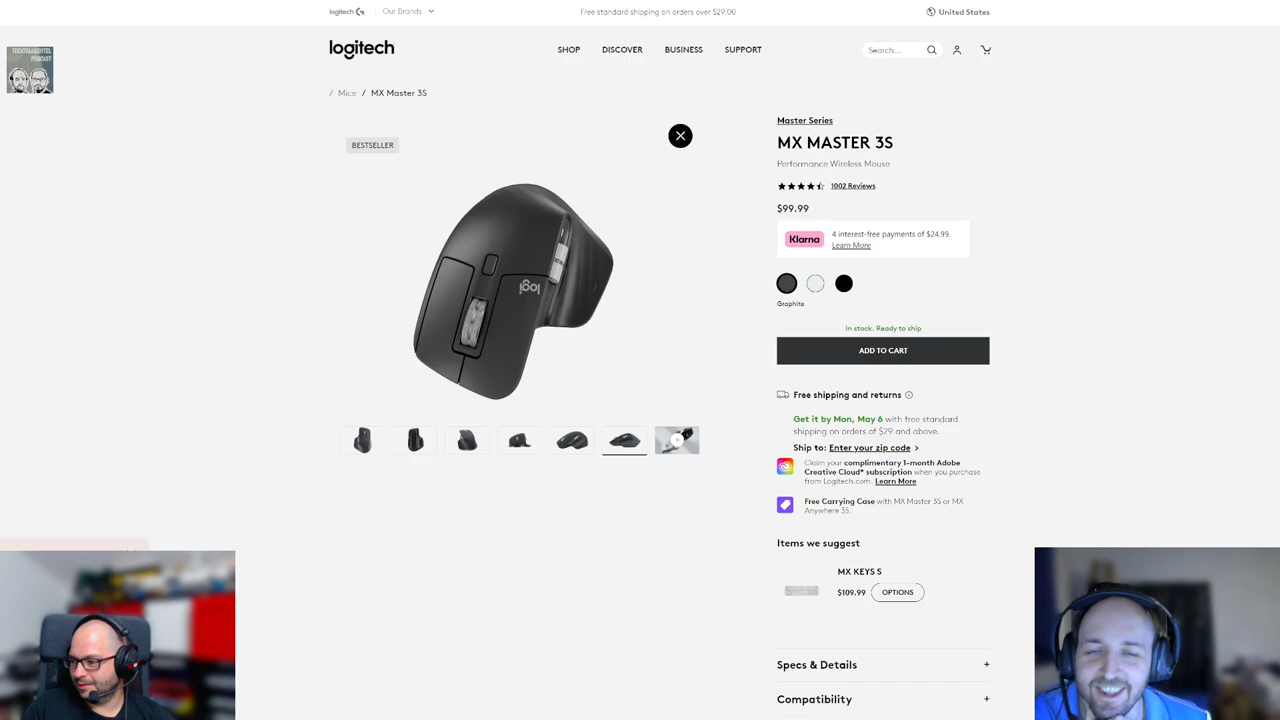 logitech G
Our Brands
Free standard shipping on orders over $29.00
United States
TECHTELMECHTEL
PODCAST
logitech
SHOP
DISCOVER
BUSINESS
SUPPORT
Search...
/ Mice / MX Master 3S
BESTSELLER
logi
Master Series
MX MASTER 3S
Performance Wireless Mouse
1002 Reviews
$99.99
Klarna
4 interest-free payments of $24.99.
Learn More
Graphite
In stock. Ready to ship
ADD TO CART
Free shipping and returns
Get it by Mon, May 6 with free standard
shipping on orders of $29 and above.
Ship to: Enter your zip code >
Claim your complimentary 1-month Adobe
Creative Cloud* subscription when you purchase
from Logitech.com. Learn More
Free Carrying Case with MX Master 3S or MX
Anywhere 3S.
Items we suggest
MX KEYS S
$109.99
OPTIONS
Specs & Details +
Compatibility +